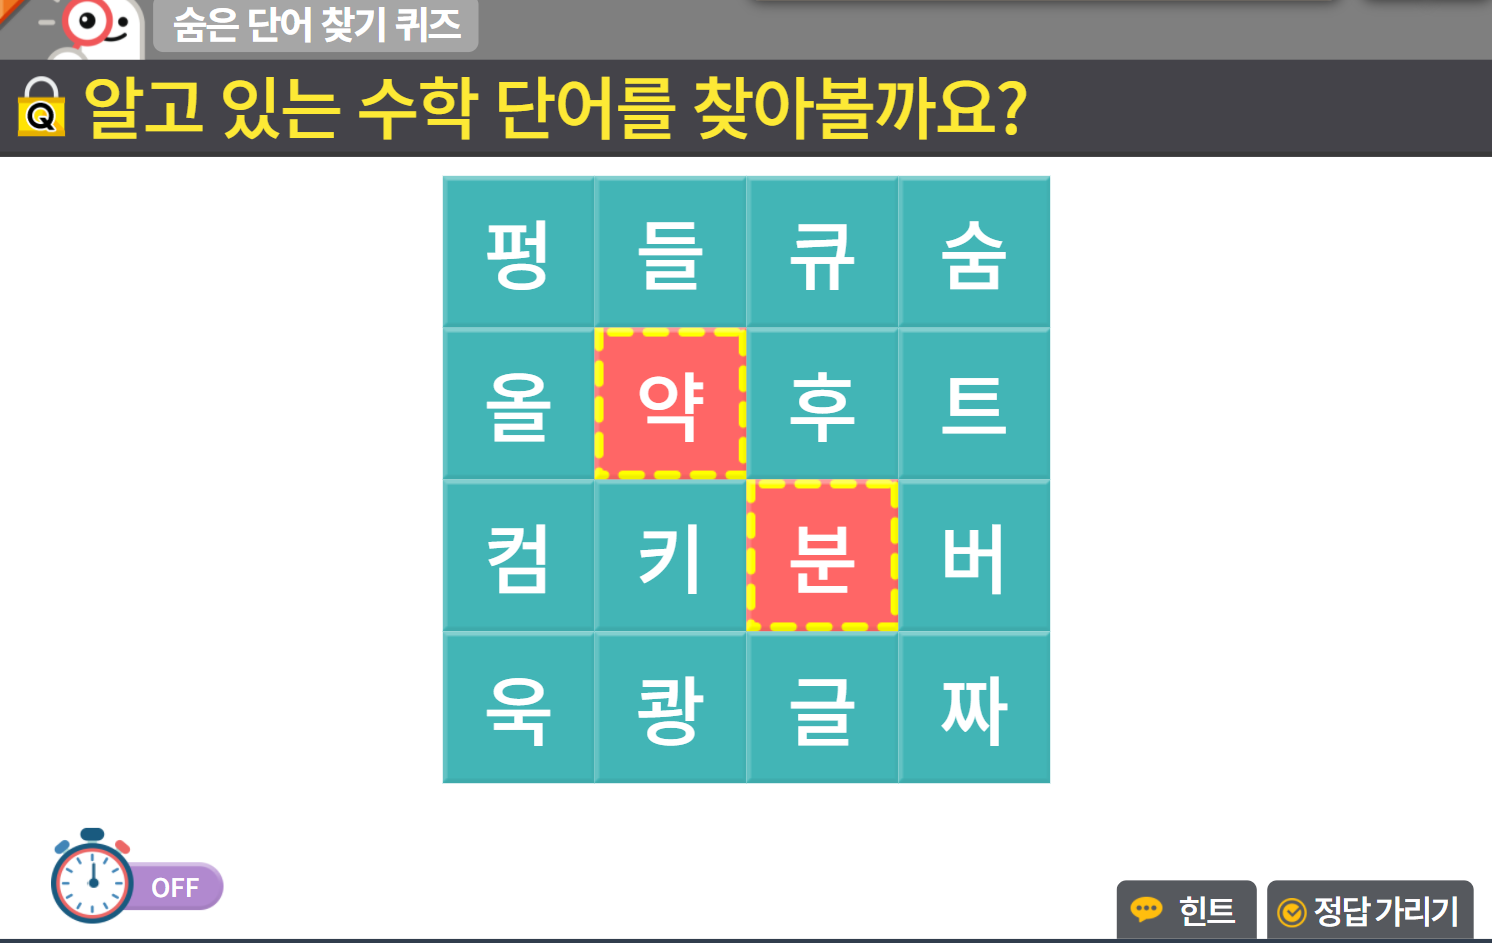 숨은 단어 찾기 퀴즈
Q 알고 있는 수학 단어를 찾아볼까요?
펑 들 큐 숨
올 약 후 트
컴 키 분 버
욱 쾅 글 짜
OFF
힌트 정답 가리기